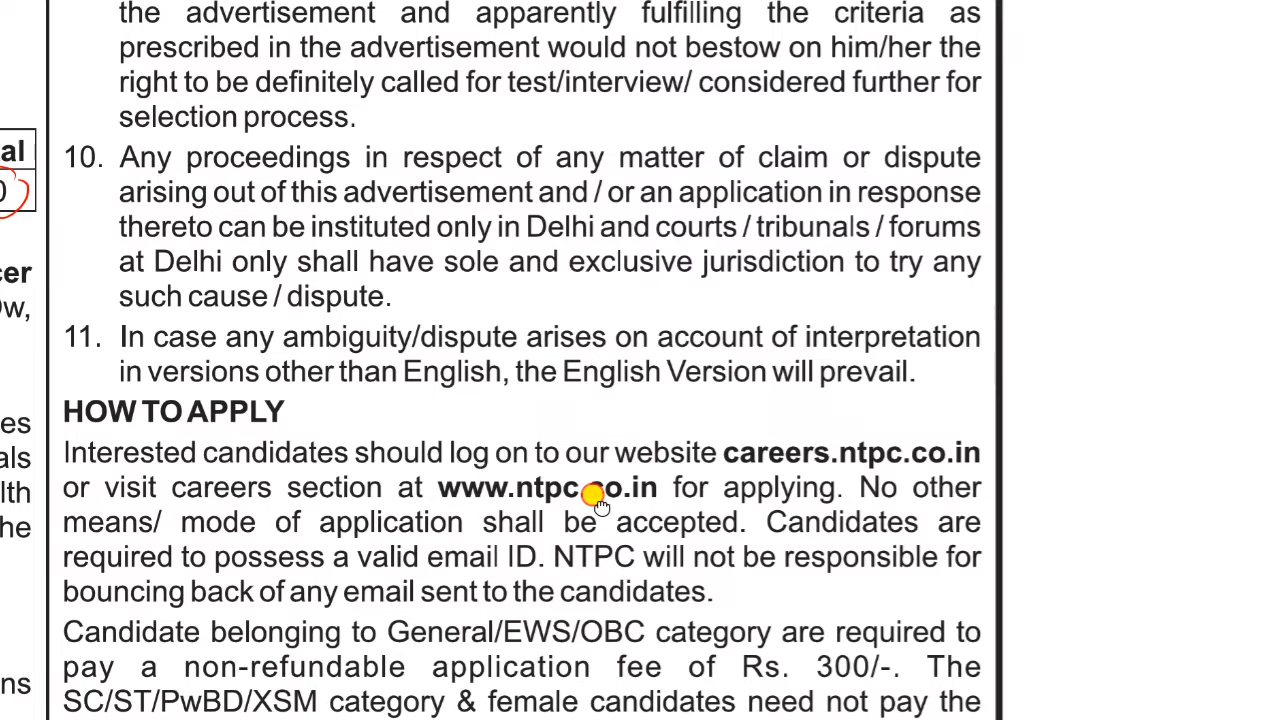 the advertisement and apparently fulfilling the criteria as
prescribed in the advertisement would not bestow on him/her the
right to be definitely called for test/interview/ considered further for
selection process.
al
10. Any proceedings in respect of any matter of claim or dispute
0
arising out of this advertisement and / or an application in response
thereto can be instituted only in Delhi and courts / tribunals / forums
at Delhi only shall have sole and exclusive jurisdiction to try any
cer
such cause / dispute.
Ow,
11. In case any ambiguity/dispute arises on account of interpretation
in versions other than English, the English Version will prevail.
HOW TO APPLY
es
Interested candidates should log on to our website careers.ntpc.co.in
als
or visit careers section at www.ntpc.co.in for applying. No other
lth
means/ mode of application shall be accepted. Candidates are
he
required to possess a valid email ID. NTPC will not be responsible for
bouncing back of any email sent to the candidates.
Candidate belonging to General/EWS/OBC category are required to
pay a non-refundable application fee of Rs. 300/-. The
ns
SC/ST/PwBD/XSM category & female candidates need not pay the